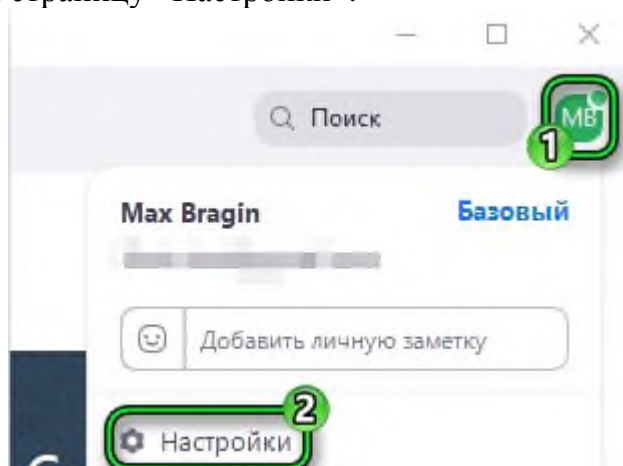 страницу "Настройки".
Поиск
MB
1
Max Bragin
Базовый
Добавить личную заметку
2
Настройки